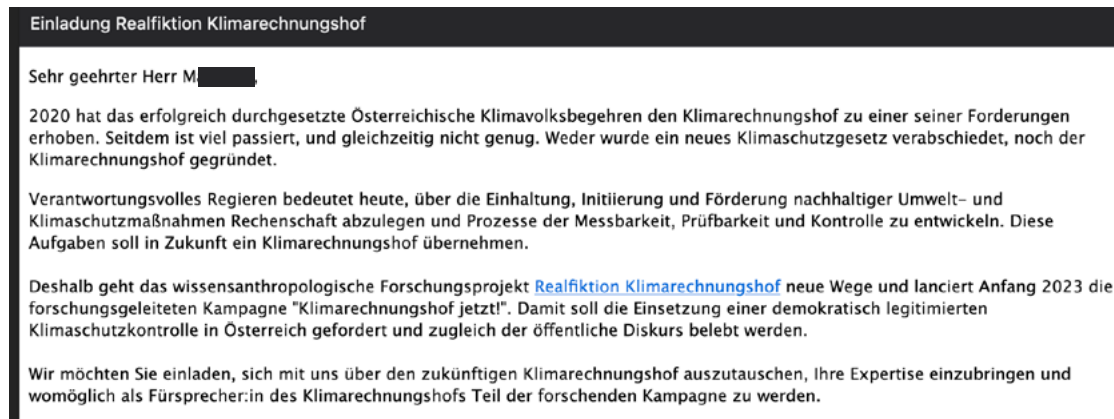 Einladung Realfiktion Klimarechnungshof
Sehr geehrter Herr M
2020 hat das erfolgreich durchgesetzte Österreichische Klimavolksbegehren den Klimarechnungshof zu einer seiner Forderungen
erhoben. Seitdem ist viel passiert, und gleichzeitig nicht genug. Weder wurde ein neues Klimaschutzgesetz verabschiedet, noch der
Klimarechnungshof gegründet.
Verantwortungsvolles Regieren bedeutet heute, über die Einhaltung, Initiierung und Förderung nachhaltiger Umwelt- und
Klimaschutzmaßnahmen Rechenschaft abzulegen und Prozesse der Messbarkeit, Prüfbarkeit und Kontrolle zu entwickeln. Diese
Aufgaben soll in Zukunft ein Klimarechnungshof übernehmen.
Deshalb geht das wissensanthropologische Forschungsprojekt Realfiktion Klimarechnungshof neue Wege und lanciert Anfang 2023 die
forschungsgeleiteten Kampagne "Klimarechnungshof jetzt!". Damit soll die Einsetzung einer demokratisch legitimierten
Klimaschutzkontrolle in Österreich gefordert und zugleich der öffentliche Diskurs belebt werden.
Wir möchten Sie einladen, sich mit uns über den zukünftigen Klimarechnungshof auszutauschen, Ihre Expertise einzubringen und
womöglich als Fürsprecher:in des Klimarechnungshofs Teil der forschenden Kampagne zu werden.